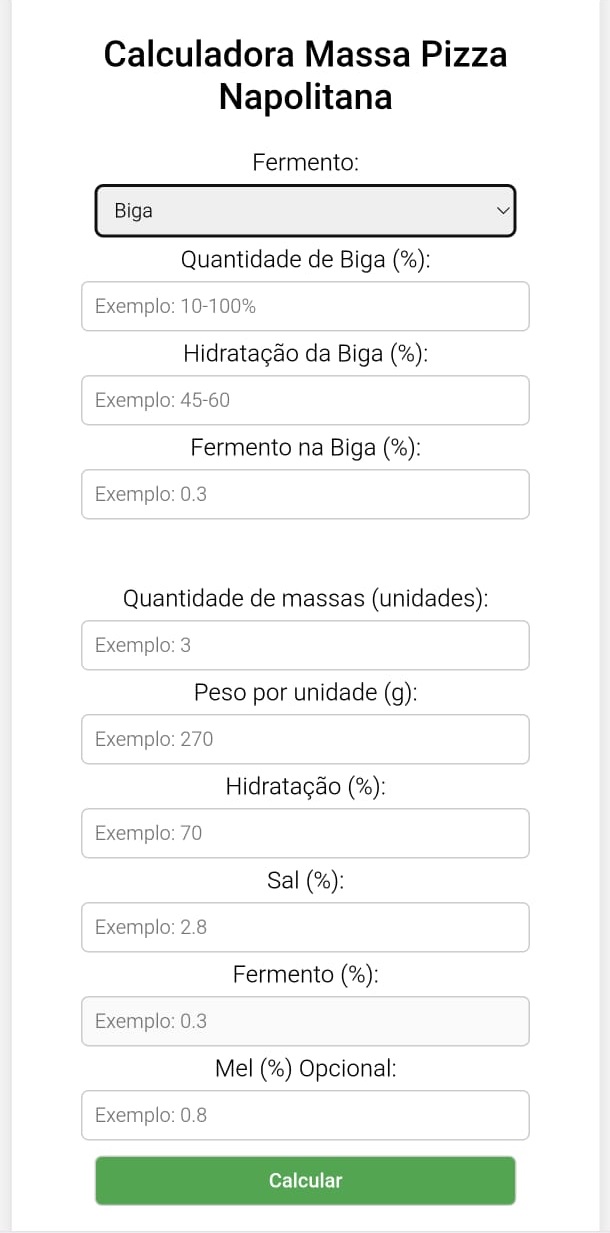 Calculadora Massa Pizza
Napolitana
Fermento:
Biga
Quantidade de Biga (%):
Exemplo: 10-100%
Hidratação da Biga (%):
Exemplo: 45-60
Fermento na Biga (%):
Exemplo: 0.3
Quantidade de massas (unidades):
Exemplo: 3
Peso por unidade (g):
Exemplo: 270
Hidratação (%):
Exemplo: 70
Sal (%):
Exemplo: 2.8
Fermento (%):
Exemplo: 0.3
Mel (%) Opcional:
Exemplo: 0.8
Calcular